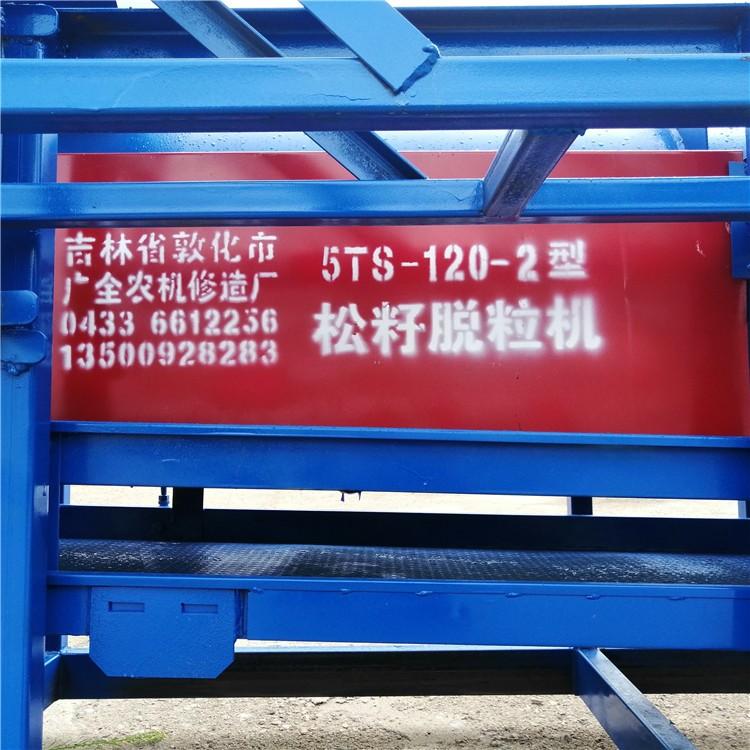 吉林省敦化市
广全农机修造厂
0433 6612256
13500928283
5TS-120-2型
松籽脱粒机